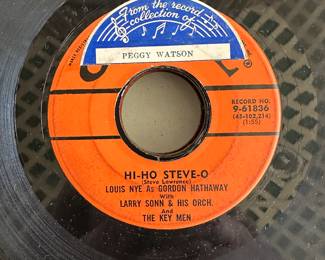 From the record
collection of
PEGGY WATSON
C L
RECORD NO.
9-61836
(45-102,214)
(1:55)
HI-HO STEVE-O
(Steve Lawrence)
LOUIS NYE As GORDON HATHAWAY
With
LARRY SONN & HIS ORCH.
And
THE KEY MEN